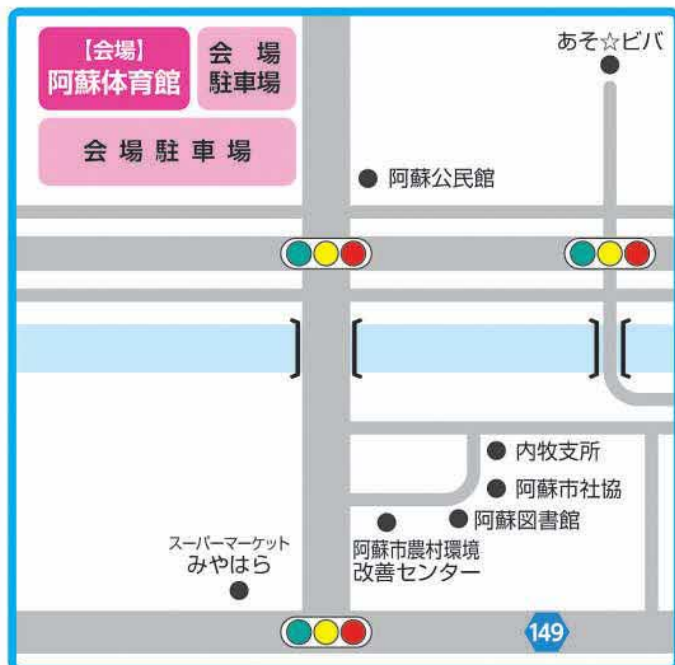 【会場】
阿蘇体育館
会場
駐車場
会場駐車場
あそ☆ビバ
阿蘇公民館
内牧支所
阿蘇市社協
阿蘇図書館
阿蘇市農村環境
改善センター
スーパーマーケット
みやはら
149